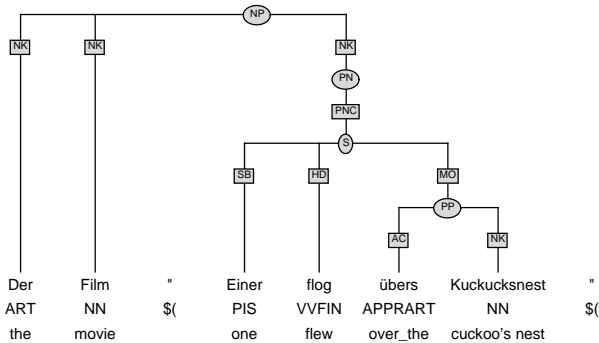 NP
NK NK NK
PN
PNC
S
SB HD MO
PP
AC NK
Der Film " Einer flog übers Kuckucksnest "
ART NN $( PIS VVFIN APPRART NN $(
the movie one flew over_the cuckoo's nest